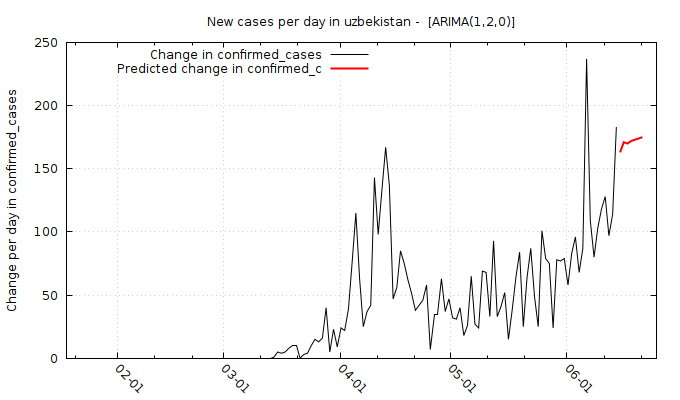 New cases per day in uzbekistan - [ARIMA(1,2,0)]
Change in confirmed_cases
Predicted change in confirmed_c
Change per day in confirmed_cases
250
200
150
100
50
0
02-01
03-01
04-01
05-01
06-01